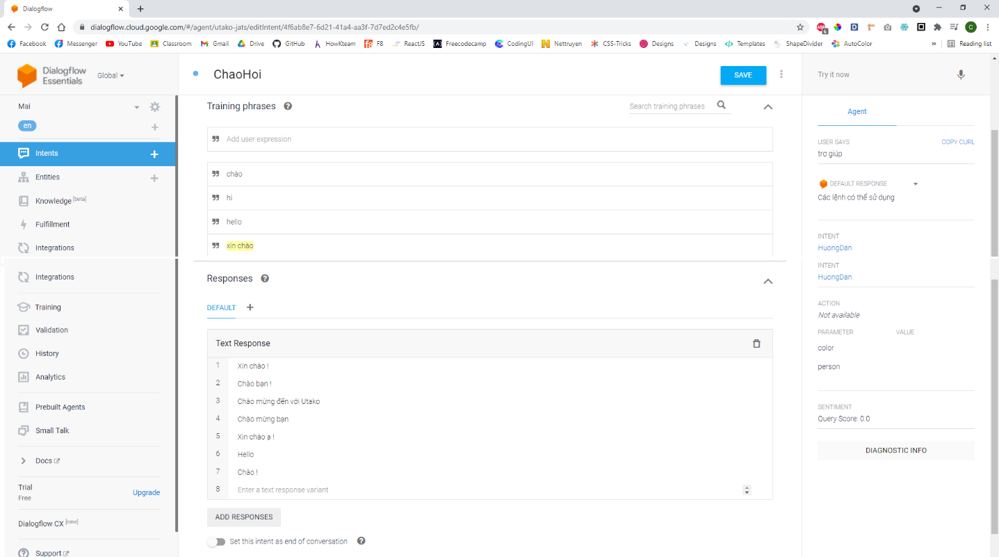 Dialogflow
dialogflow.cloud.google.com/#/agent/utako-jats/editIntent/4f6ab8e7-6d21-41a4-aa3f-7d7ed2c4e5fb/
ABP 6 D C
Facebook Messenger YouTube Classroom Gmail Drive GitHub HowKteam F8 ReactJS Freecodecamp CodingUI Nettruyen CSS-Tricks Designs Designs Templates ShapeDivider AutoColor » Reading list
Dialogflow
Essentials
Global
Mai
en
Intents
Entities
Knowledge [beta]
Fulfillment
Integrations
Integrations
Training
Validation
History
Analytics
Prebuilt Agents
Small Talk
Docs
Trial
Free
Upgrade
Dialogflow CX [new]
Support
ChaoHoi
SAVE
Training phrases
Search training phrases
Add user expression
chào
hi
hello
xin chào
Responses
DEFAULT
Text Response
1 Xin chào !
2 Chào bạn !
3 Chào mừng đến với Utako
4 Chào mừng bạn
5 Xin chào ạ !
6 Hello
7 Chào !
8 Enter a text response variant
ADD RESPONSES
Set this intent as end of conversation
Try it now
Agent
USER SAYS COPY CURL
trợ giúp
DEFAULT RESPONSE
Các lệnh có thể sử dụng
INTENT
HuongDan
INTENT
HuongDan
ACTION
Not available
PARAMETER VALUE
color
person
SENTIMENT
Query Score: 0.0
DIAGNOSTIC INFO